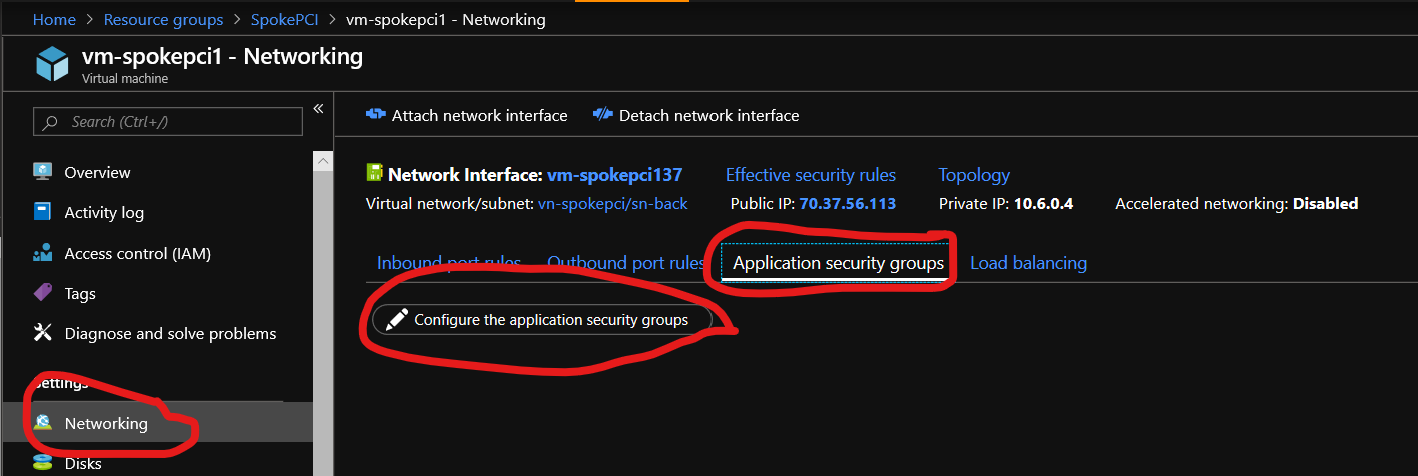 Home > Resource groups > SpokePCI > vm-spokepci1 - Networking
vm-spokepci1 - Networking
Virtual machine
Search (Ctrl+/)
«
Attach network interface
Detach network interface
Overview
Activity log
Access control (IAM)
Tags
Diagnose and solve problems
Settings
Networking
Disks
Network Interface: vm-spokepci137
Effective security rules
Topology
Virtual network/subnet: vn-spokepci/sn-back
Public IP: 70.37.56.113
Private IP: 10.6.0.4
Accelerated networking: Disabled
Inbound port rules
Outbound port rules
Application security groups
Load balancing
Configure the application security groups